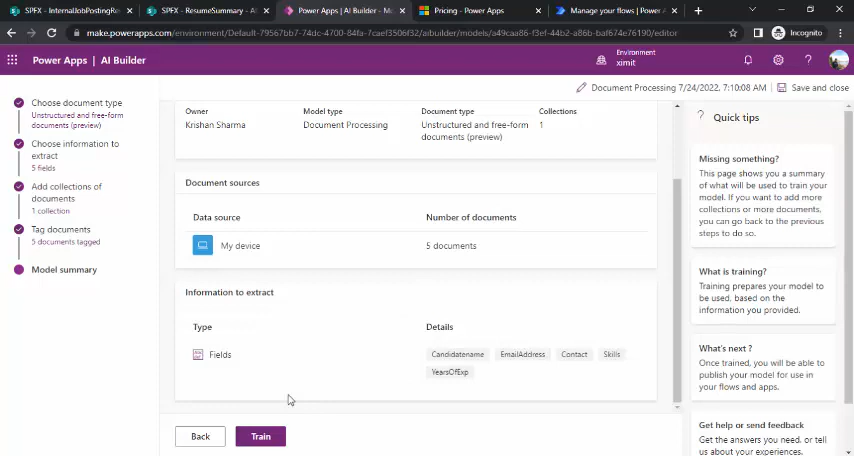 SPFX - InternalJobPostingRe
SPFX - ResumeSummary - Al
Power Apps | AI Builder - Mo
Pricing - Power Apps
Manage your flows | Power A
make.powerapps.com/environment/Default-79567bb7-74dc-4700-84fa-7caef3506f32/aibuilder/models/a49caa86-f3ef-44b2-a86b-baf674e76190/editor
Incognito
Power Apps | AI Builder
Environment
ximit
Document Processing 7/24/2022, 7:10:08 AM
Save and close
Choose document type
Unstructured and free-form
documents (preview)
Choose information to
extract
5 fields
Add collections of
documents
1 collection
Tag documents
5 documents tagged
Model summary
Owner
Model type
Document type
Collections
Krishan Sharma
Document Processing
Unstructured and free-form
documents (preview)
1
Document sources
Data source
Number of documents
My device
5 documents
Information to extract
Type
Details
Fields
Candidatename
EmailAddress
Contact
Skills
YearsOfExp
Back
Train
Quick tips
Missing something?
This page shows you a summary
of what will be used to train your
model. If you want to add more
collections or more documents,
you can go back to the previous
steps to do so.
What is training?
Training prepares your model to
be used, based on the
information you provided.
What's next ?
Once trained, you will be able to
publish your model for use in
your flows and apps.
Get help or send feedback
Get the answers you need, or tell
us about your experiences.